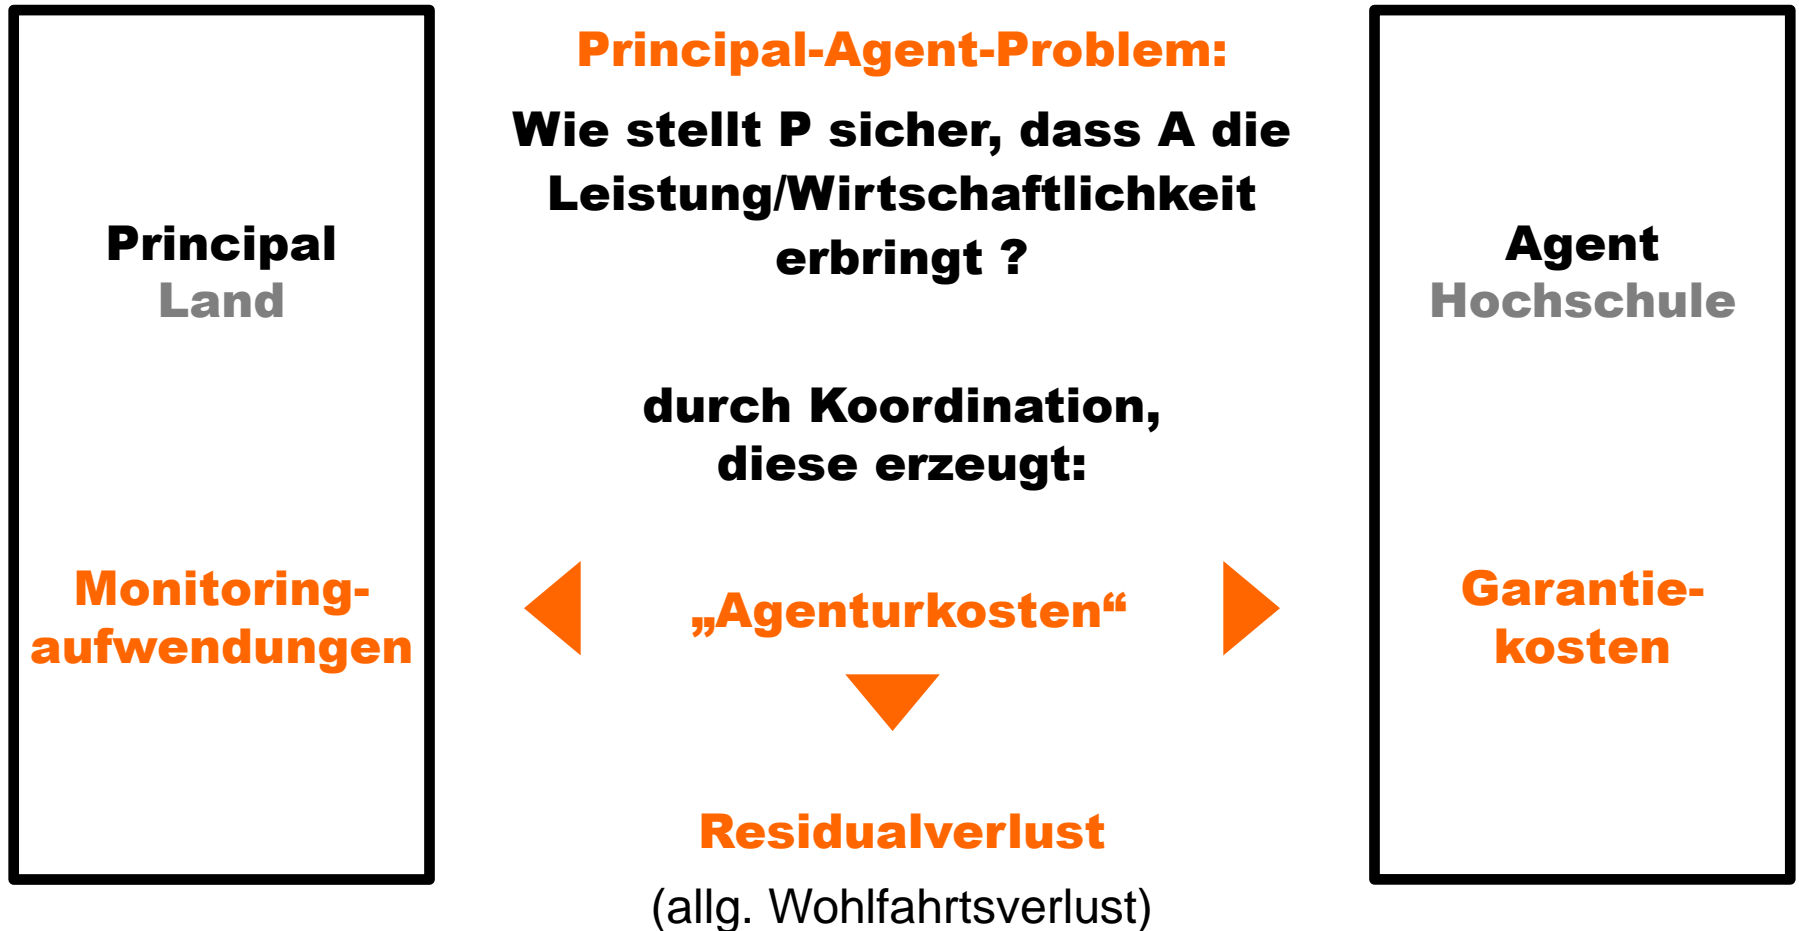 Principal-Agent-Problem:
Wie stellt P sicher, dass A die
Leistung/Wirtschaftlichkeit
erbringt ?
Principal
Land
Agent
Hochschule
durch Koordination,
diese erzeugt:
Monitoring-
aufwendungen
„Agenturkosten“
Garantie-
kosten
Residualverlust
(allg. Wohlfahrtsverlust)